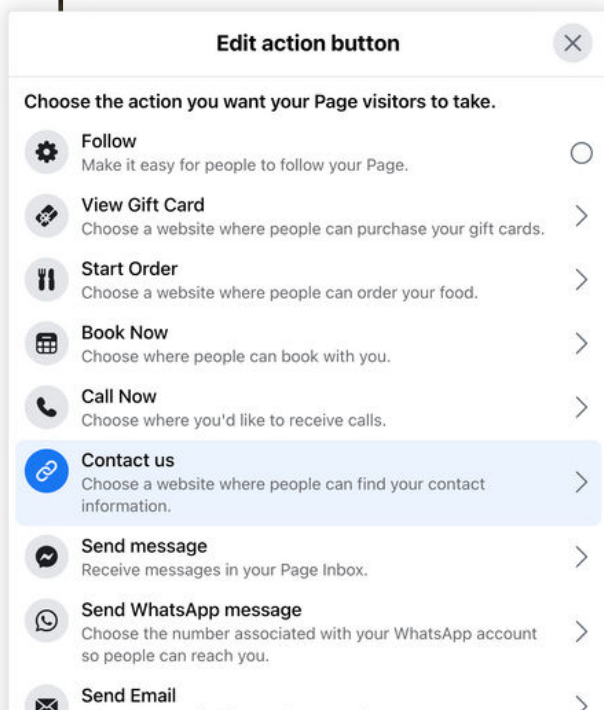 Edit action button
Choose the action you want your Page visitors to take.
Follow
Make it easy for people to follow your Page.
View Gift Card
Choose a website where people can purchase your gift cards.
Start Order
Choose a website where people can order your food.
Book Now
Choose where people can book with you.
Call Now
Choose where you'd like to receive calls.
Contact us
Choose a website where people can find your contact
information.
Send message
Receive messages in your Page Inbox.
Send WhatsApp message
Choose the number associated with your WhatsApp account
so people can reach you.
Send Email